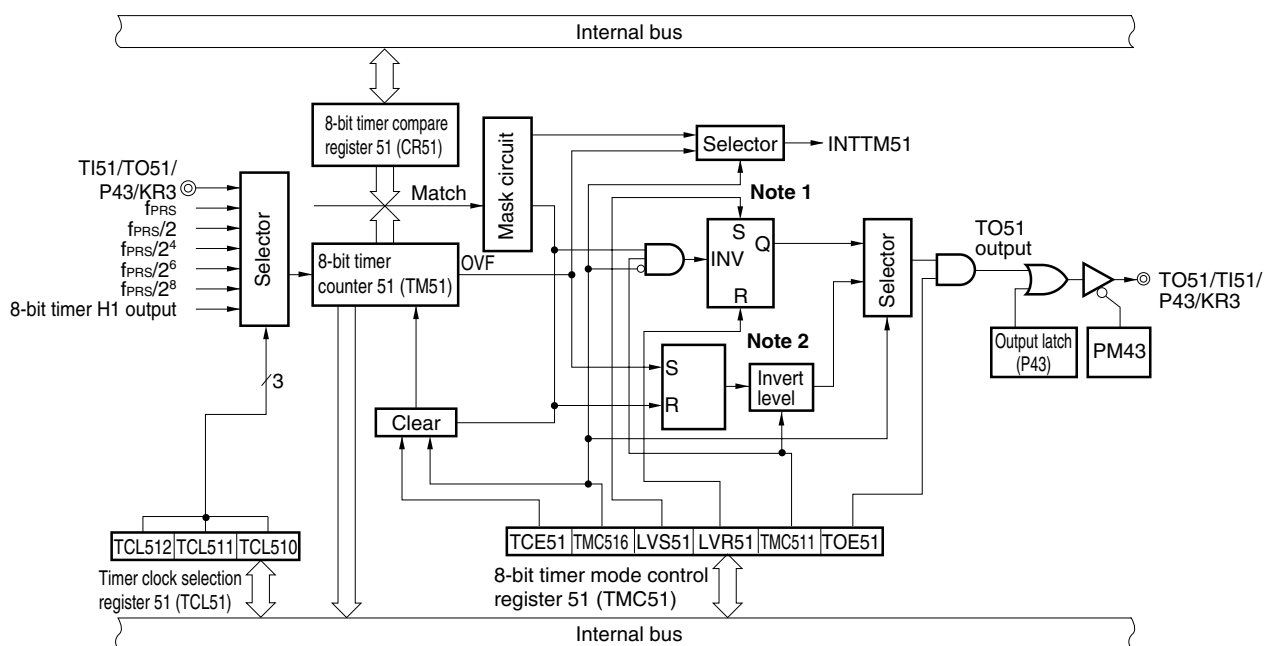 Internal bus
8-bit timer compare
register 51 (CR51)
Mask circuit
Selector
INTTM51
TI51/TO51/
P43/KR3
fPRS
fPRS/2
fPRS/2⁴
fPRS/2⁶
fPRS/2⁸
8-bit timer H1 output
Selector
Match
8-bit timer
counter 51 (TM51)
OVF
Note 1
S
Q
INV
R
Note 2
Selector
TO51
output
TO51/TI51/
P43/KR3
Output latch
(P43)
PM43
S
R
Invert
level
3
Clear
TCL512 TCL511 TCL510
Timer clock selection
register 51 (TCL51)
TCE51 TMC516 LVS51 LVR51 TMC511 TOE51
8-bit timer mode control
register 51 (TMC51)
Internal bus